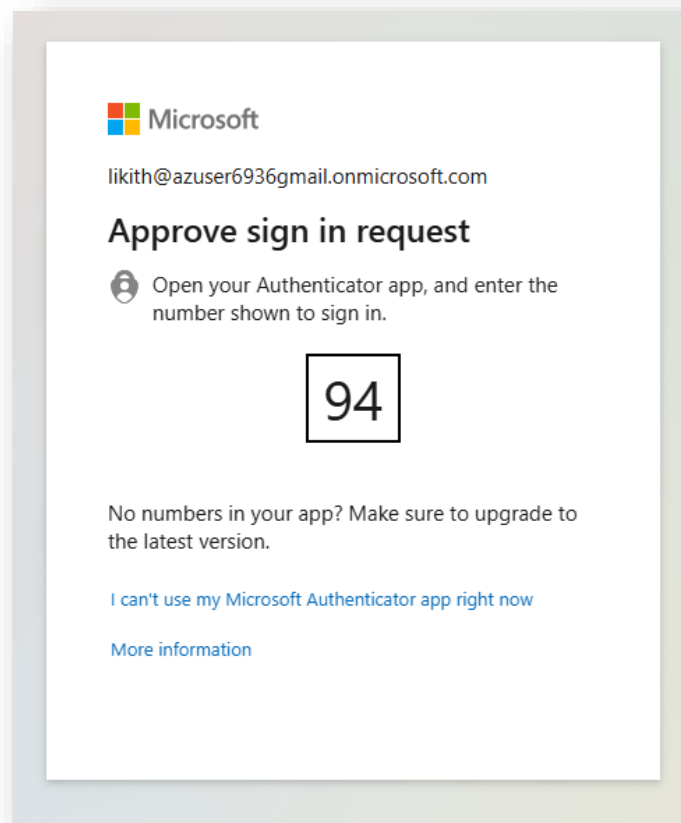 Microsoft
likith@azuser6936gmail.onmicrosoft.com
Approve sign in request
Open your Authenticator app, and enter the
number shown to sign in.
94
No numbers in your app? Make sure to upgrade to
the latest version.
I can't use my Microsoft Authenticator app right now
More information